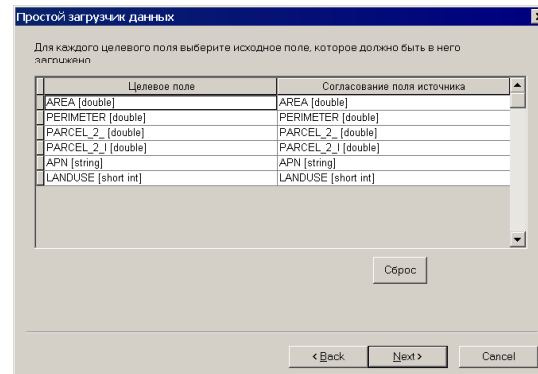 Простой загрузчик данных
Для каждого целевого поля выберите исходное поле, которое должно быть в него
загружено
Целевое поле Согласование поля источника
AREA [double] AREA [double]
PERIMETER [double] PERIMETER [double]
PARCEL_2_ [double] PARCEL_2_ [double]
PARCEL_2_I [double] PARCEL_2_I [double]
APN [string] APN [string]
LANDUSE [short int] LANDUSE [short int]
Сброс
< Back Next > Cancel